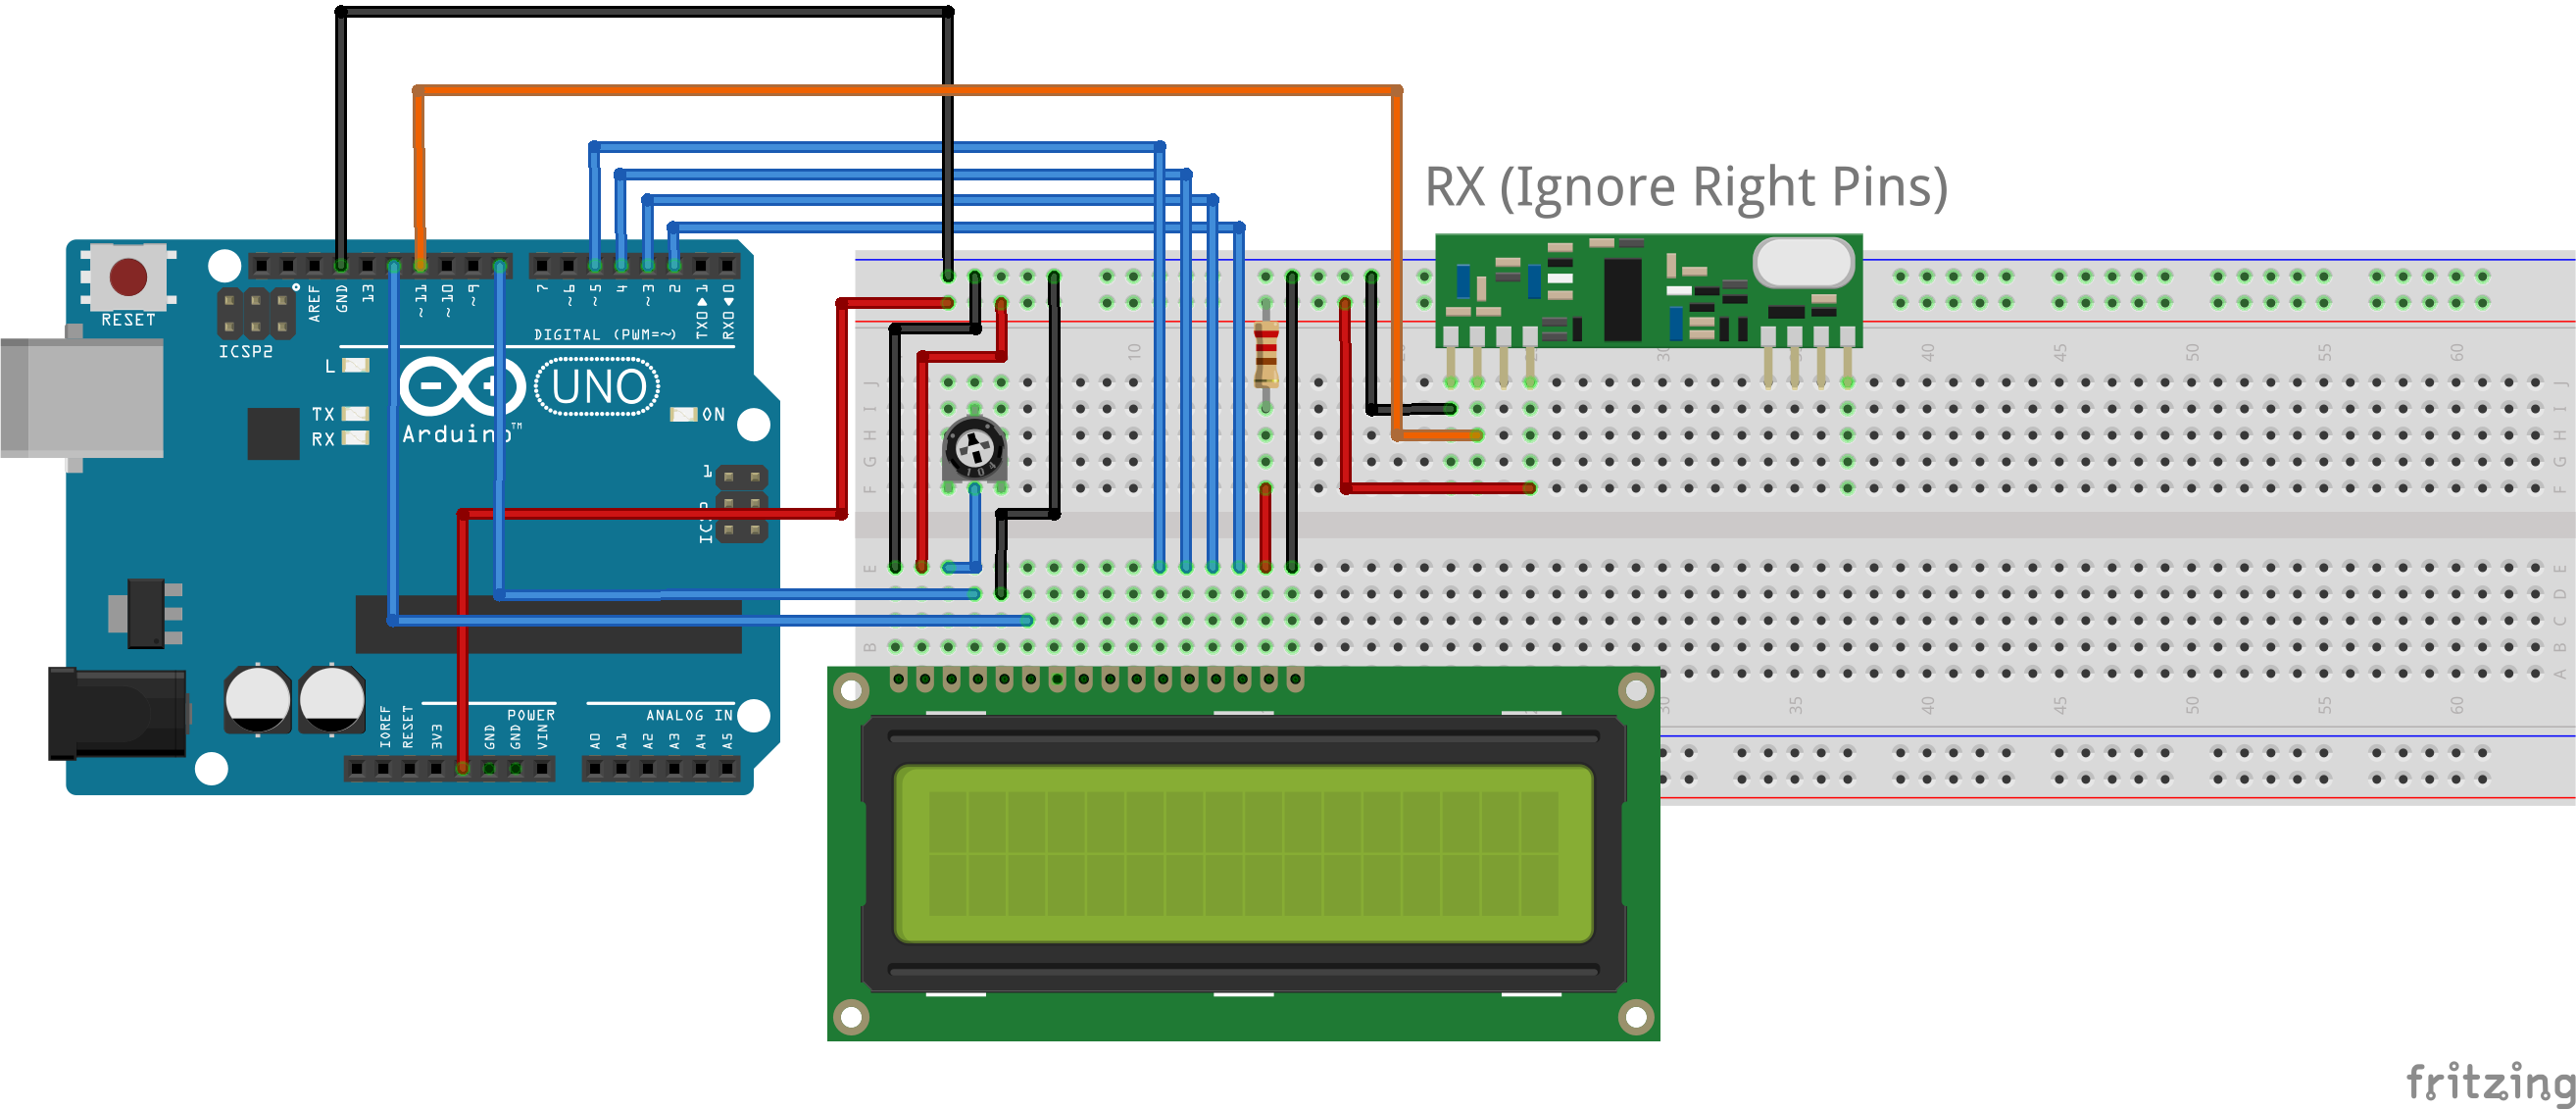 RX (Ignore Right Pins)
RESET
ICSP2
AREF
GND
13
~11
~10
~9
7
~6
~5
4
~3
2
TX0▶1
RX0◀0
DIGITAL (PWM=~)
L
TX
RX
UNO
Arduino™
ON
1
ICSP
POWER
ANALOG IN
IOREF
RESET
3V3
GND
GND
VIN
A0
A1
A2
A3
A4
A5
104
10
30
40
45
50
55
60
J
I
H
G
F
E
D
C
B
A
J
I
H
G
F
E
B
30
35
40
45
50
55
60
fritzing